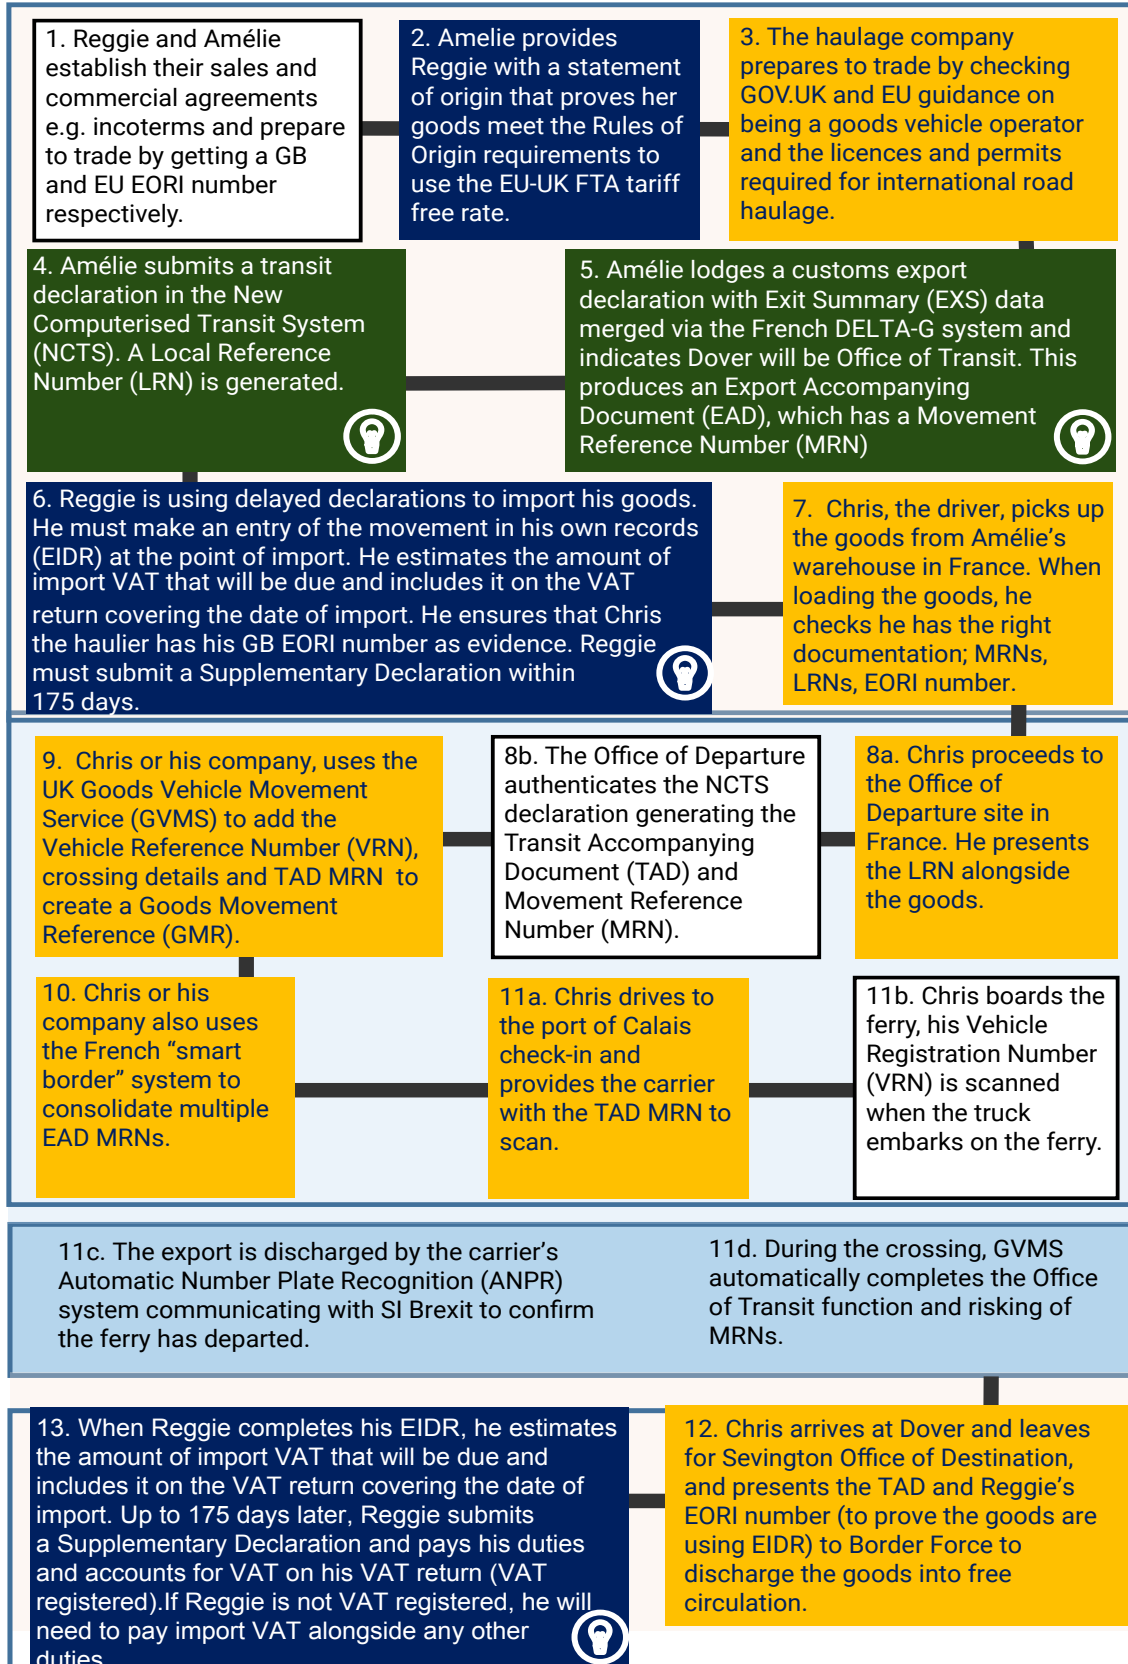 1. Reggie and Amélie
establish their sales and
commercial agreements
e.g. incoterms and prepare
to trade by getting a GB
and EU EORI number
respectively.
2. Amelie provides
Reggie with a statement
of origin that proves her
goods meet the Rules of
Origin requirements to
use the EU-UK FTA tariff
free rate.
3. The haulage company
prepares to trade by checking
GOV.UK and EU guidance on
being a goods vehicle operator
and the licences and permits
required for international road
haulage.
4. Amélie submits a transit
declaration in the New
Computerised Transit System
(NCTS). A Local Reference
Number (LRN) is generated.
5. Amélie lodges a customs export
declaration with Exit Summary (EXS) data
merged via the French DELTA-G system and
indicates Dover will be Office of Transit. This
produces an Export Accompanying
Document (EAD), which has a Movement
Reference Number (MRN)
6. Reggie is using delayed declarations to import his goods.
He must make an entry of the movement in his own records
(EIDR) at the point of import. He estimates the amount of
import VAT that will be due and includes it on the VAT
return covering the date of import. He ensures that Chris
the haulier has his GB EORI number as evidence. Reggie
must submit a Supplementary Declaration within
175 days.
7. Chris, the driver, picks up
the goods from Amélie's
warehouse in France. When
loading the goods, he
checks he has the right
documentation; MRNs,
LRNs, EORI number.
8a. Chris proceeds to
the Office of
Departure site in
France. He presents
the LRN alongside
the goods.
8b. The Office of Departure
authenticates the NCTS
declaration generating the
Transit Accompanying
Document (TAD) and
Movement Reference
Number (MRN).
9. Chris or his company, uses the
UK Goods Vehicle Movement
Service (GVMS) to add the
Vehicle Reference Number (VRN),
crossing details and TAD MRN to
create a Goods Movement
Reference (GMR).
10. Chris or his
company also uses
the French “smart
border” system to
consolidate multiple
EAD MRNs.
11a. Chris drives to
the port of Calais
check-in and
provides the carrier
with the TAD MRN to
scan.
11b. Chris boards the
ferry, his Vehicle
Registration Number
(VRN) is scanned
when the truck
embarks on the ferry.
11c. The export is discharged by the carrier's
Automatic Number Plate Recognition (ANPR)
system communicating with SI Brexit to confirm
the ferry has departed.
11d. During the crossing, GVMS
automatically completes the Office
of Transit function and risking of
MRNs.
12. Chris arrives at Dover and leaves
for Sevington Office of Destination,
and presents the TAD and Reggie's
EORI number (to prove the goods are
using EIDR) to Border Force to
discharge the goods into free
circulation.
13. When Reggie completes his EIDR, he estimates
the amount of import VAT that will be due and
includes it on the VAT return covering the date of
import. Up to 175 days later, Reggie submits
a Supplementary Declaration and pays his duties
and accounts for VAT on his VAT return (VAT
registered).If Reggie is not VAT registered, he will
need to pay import VAT alongside any other
duties